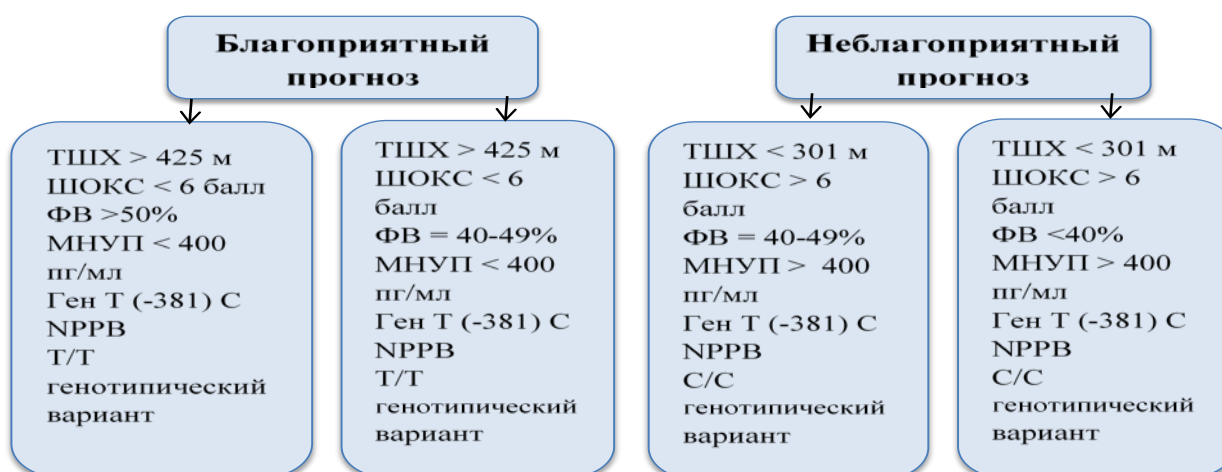 Благоприятный
прогноз
Неблагоприятный
прогноз
ТШХ > 425 м
ШОКС < 6 балл
ФВ >50%
МНУП < 400
пг/мл
Ген Т (-381) С
NPPB
Т/Т
генотипический
вариант
ТШХ > 425 м
ШОКС < 6
балл
ФВ = 40-49%
МНУП < 400
пг/мл
Ген Т (-381) С
NPPB
Т/Т
генотипический
вариант
ТШХ < 301 м
ШОКС > 6
балл
ФВ = 40-49%
МНУП >  400
пг/мл
Ген Т (-381) С
NPPB
С/С
генотипический
вариант
ТШХ < 301 м
ШОКС > 6
балл
ФВ <40%
МНУП > 400
пг/мл
Ген Т (-381) С
NPPB
С/С
генотипический
вариант